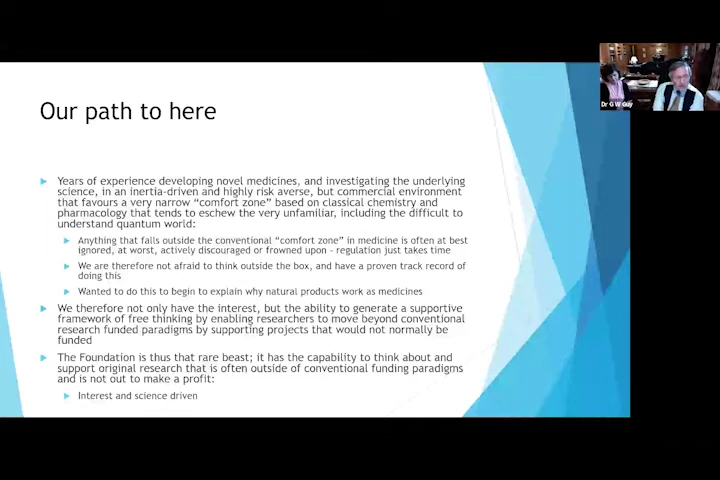 Our path to here
Years of experience developing novel medicines, and investigating the underlying
science, in an inertia-driven and highly risk averse, but commercial environment
that favours a very narrow "comfort zone" based on classical chemistry and
pharmacology that tends to eschew the very unfamiliar, including the difficult to
understand quantum world:
Anything that falls outside the conventional "comfort zone" in medicine is often at best
ignored, at worst, actively discouraged or frowned upon – regulation just takes time
We are therefore not afraid to think outside the box, and have a proven track record of
doing this
Wanted to do this to begin to explain why natural products work as medicines
We therefore not only have the interest, but the ability to generate a supportive
framework of free thinking by enabling researchers to move beyond conventional
research funded paradigms by supporting projects that would not normally be
funded
The Foundation is thus that rare beast; it has the capability to think about and
support original research that is often outside of conventional funding paradigms
and is not out to make a profit:
Interest and science driven
Dr G W Guy